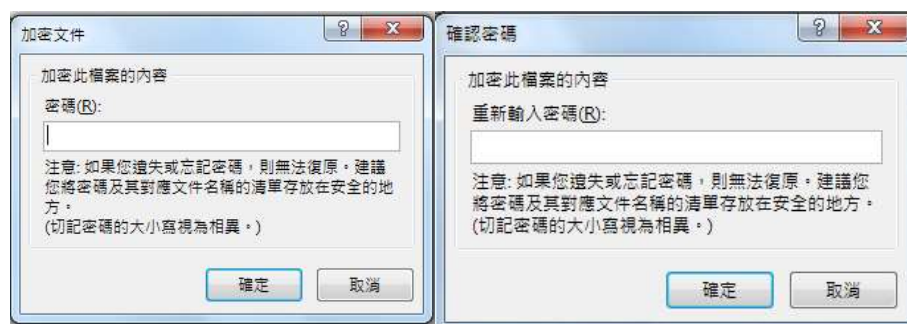 加密文件
加密此檔案的內容
密碼(R):
注意: 如果您遺失或忘記密碼，則無法復原。建議
您將密碼及其對應文件名稱的清單存放在安全的地
方。
(切記密碼的大小寫視為相異。)
確定
取消
確認密碼
加密此檔案的內容
重新輸入密碼(R):
注意: 如果您遺失或忘記密碼，則無法復原。建議您
將密碼及其對應文件名稱的清單存放在安全的地方。
(切記密碼的大小寫視為相異。)
確定
取消